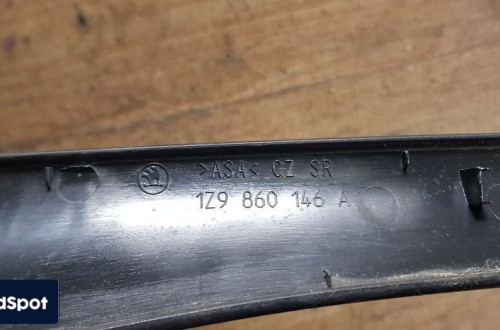 >ASA< CZ SR
1Z9 860 146 A
dSpot